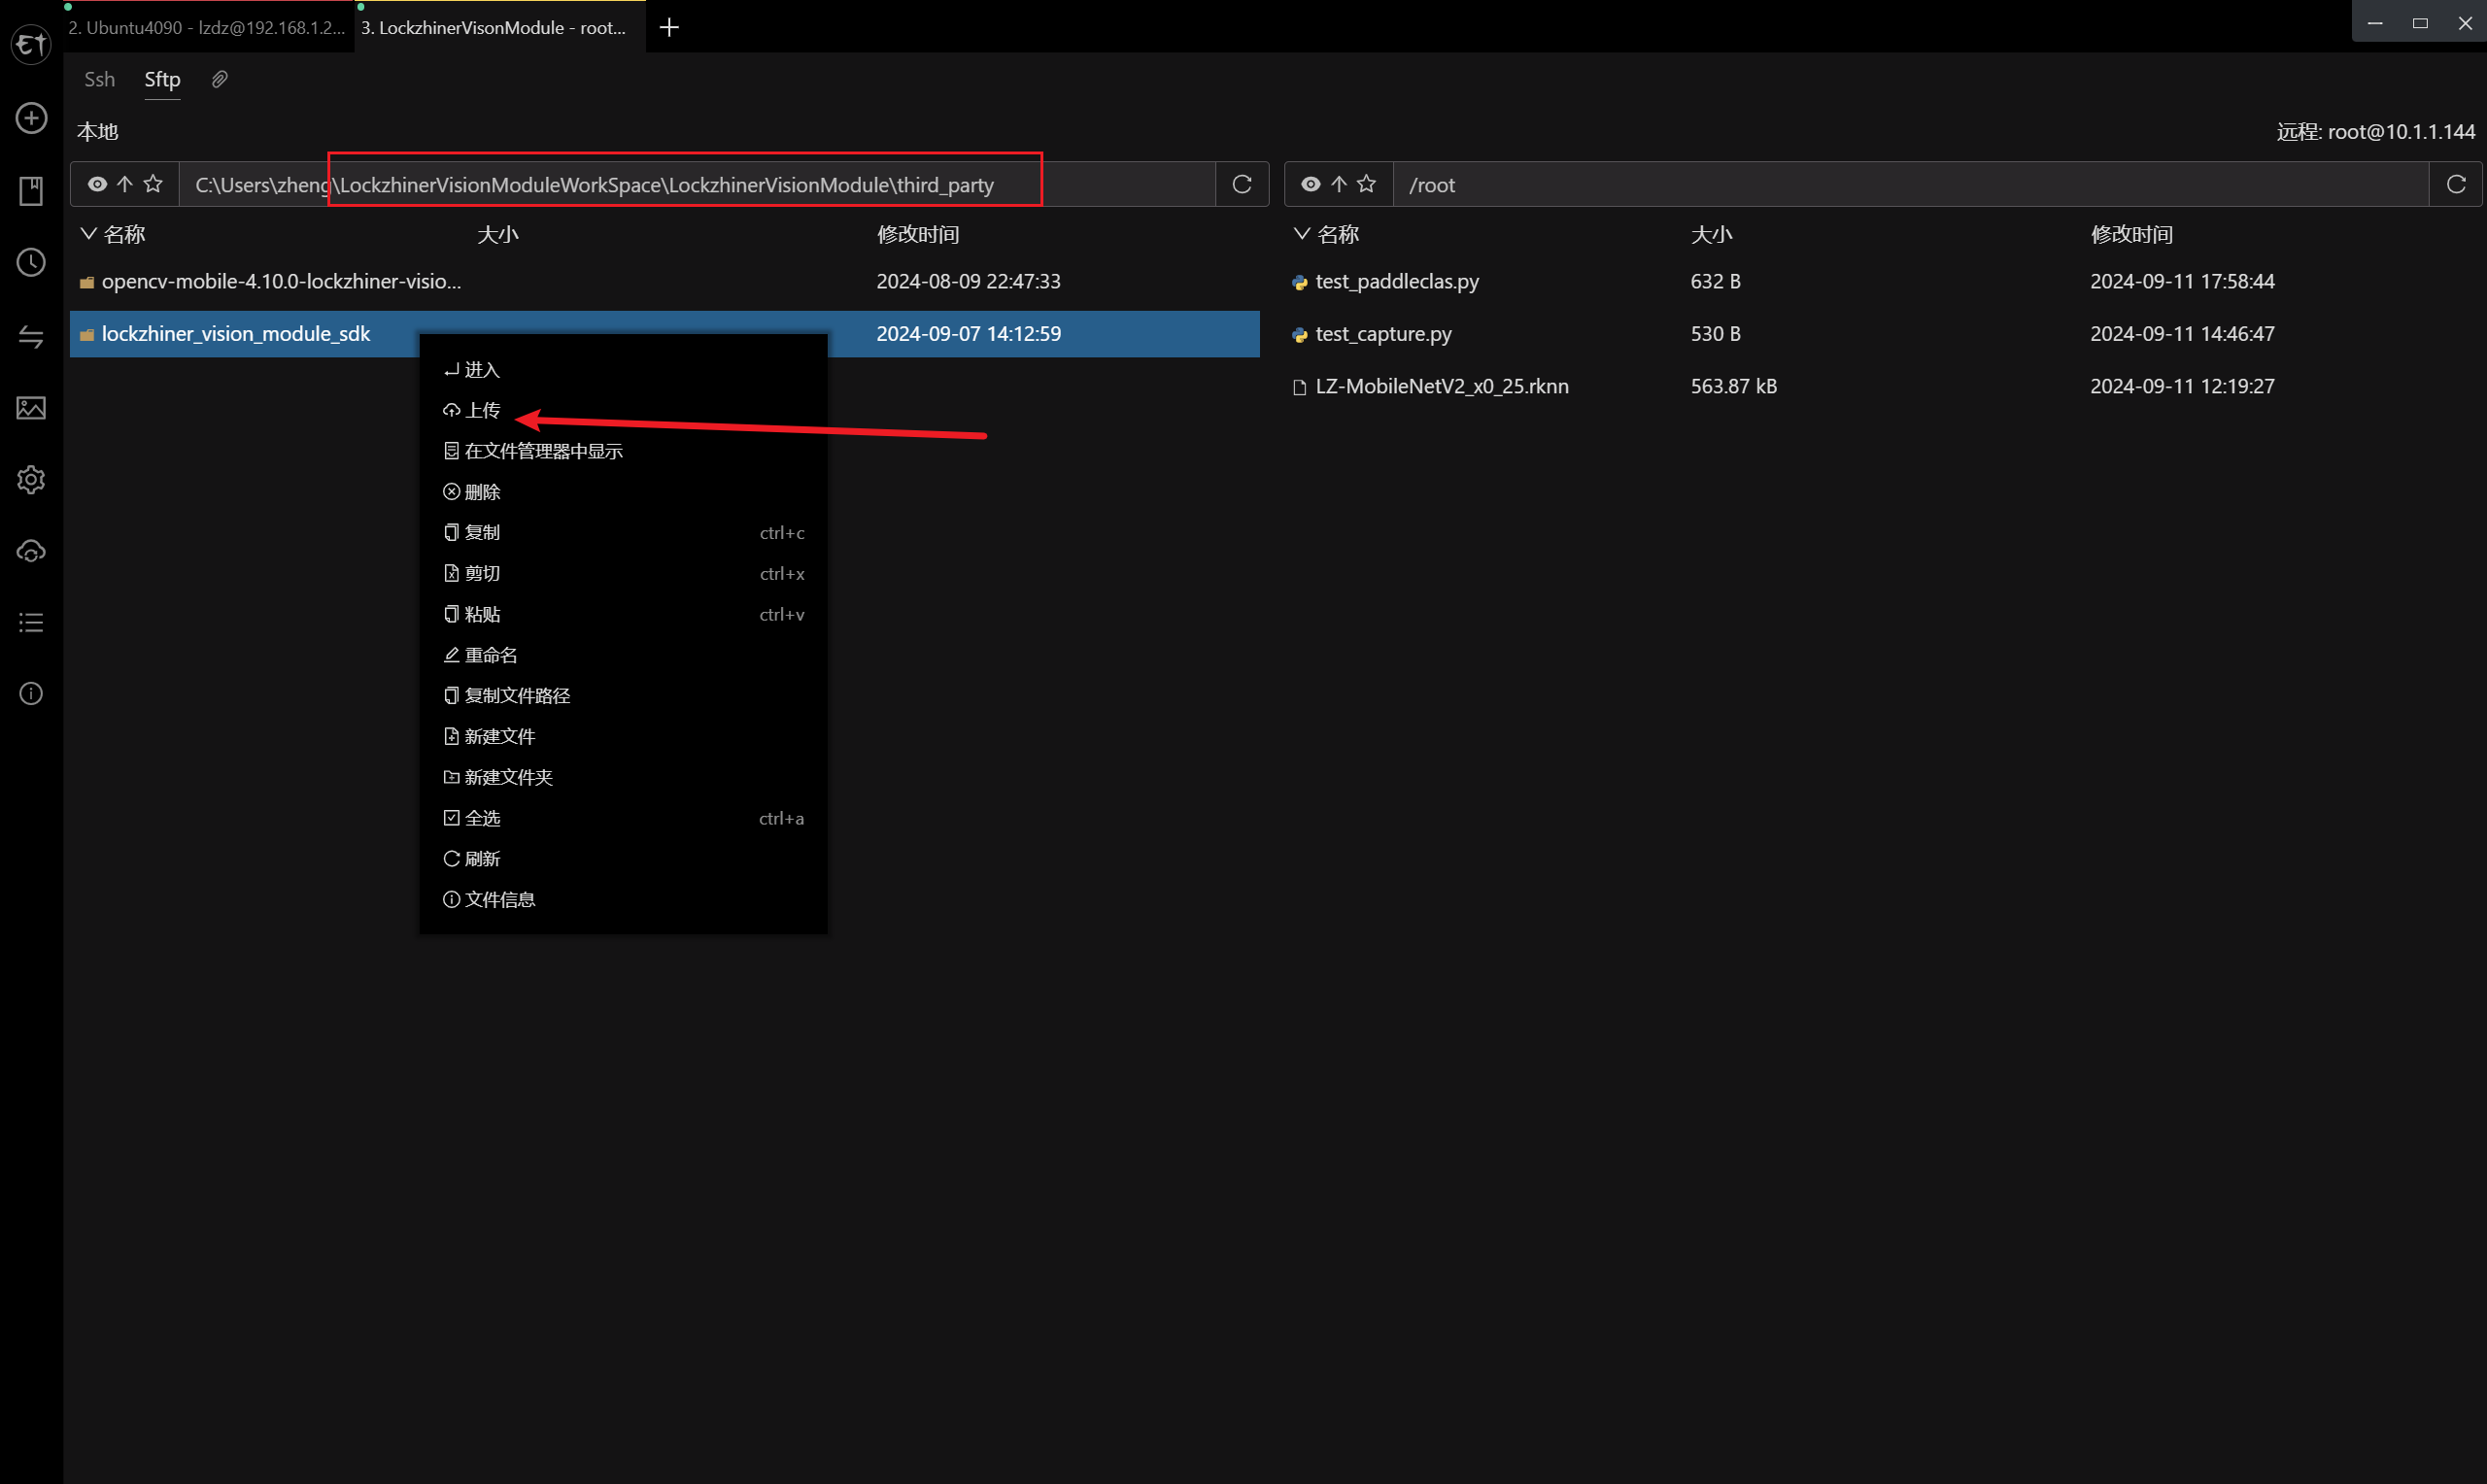 2. Ubuntu4090 - lzdz@192.168.1.2...
3. LockzhinerVisonModule - root...
Ssh
Sftp
本地
远程: root@10.1.1.144
C:\Users\zheng\LockzhinerVisionModuleWorkSpace\LockzhinerVisionModule\third_party
/root
名称 大小 修改时间
名称 大小 修改时间
opencv-mobile-4.10.0-lockzhiner-visio... 2024-08-09 22:47:33
test_paddleclas.py 632 B 2024-09-11 17:58:44
lockzhiner_vision_module_sdk 2024-09-07 14:12:59
test_capture.py 530 B 2024-09-11 14:46:47
LZ-MobileNetV2_x0_25.rknn 563.87 kB 2024-09-11 12:19:27
进入
上传
在文件管理器中显示
删除
复制 ctrl+c
剪切 ctrl+x
粘贴 ctrl+v
重命名
复制文件路径
新建文件
新建文件夹
全选 ctrl+a
刷新
文件信息